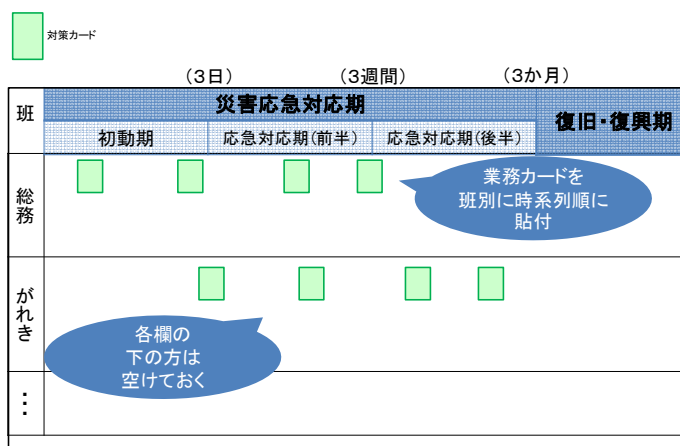 対策カード
(3日)
(3週間)
(3か月)
班
災害応急対応期
復旧・復興期
初動期
応急対応期(前半)
応急対応期(後半)
総務
業務カードを
班別に時系列順に
貼付
がれき
各欄の
下の方は
空けておく
…